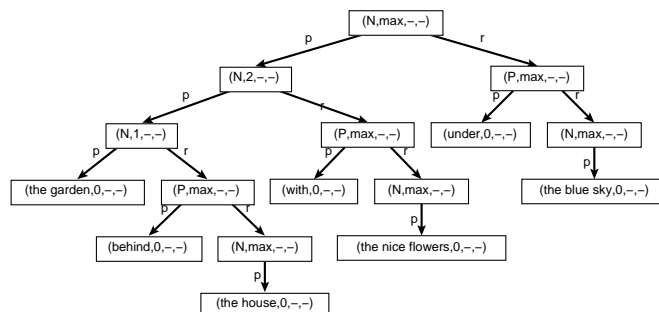 (N,max,–,–)
p r
(N,2,–,–) (P,max,–,–)
p r p r
(N,1,–,–) (P,max,–,–) (under,0,–,–) (N,max,–,–)
p r p r p
(the garden,0,–,–) (P,max,–,–) (with,0,–,–) (N,max,–,–) (the blue sky,0,–,–)
p r p
(behind,0,–,–) (N,max,–,–) (the nice flowers,0,–,–)
p
(the house,0,–,–)